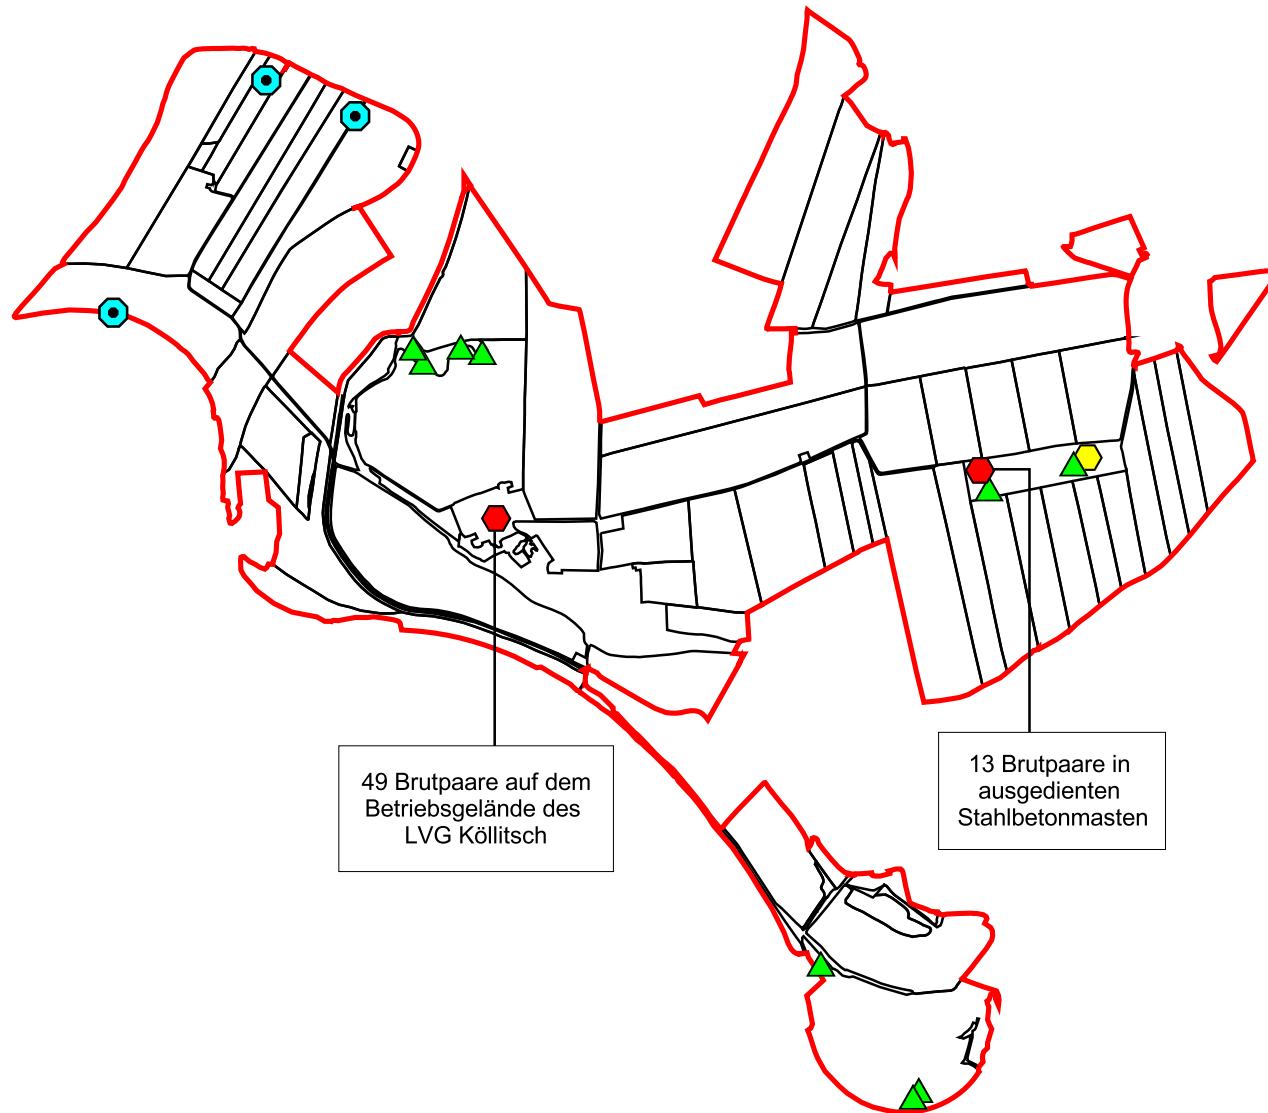 49 Brutpaare auf dem
Betriebsgelände des
LVG Köllitsch
13 Brutpaare in
ausgedienten
Stahlbetonmasten